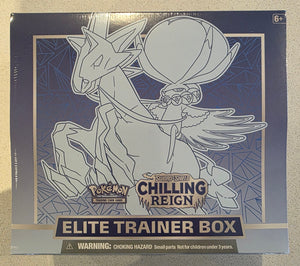 6+
Pokémon
TRADING CARD GAME
SWORD & SHIELD
CHILLING
REIGN
ELITE TRAINER BOX
WARNING: CHOKING HAZARD Small parts. Not for children under 3 years.